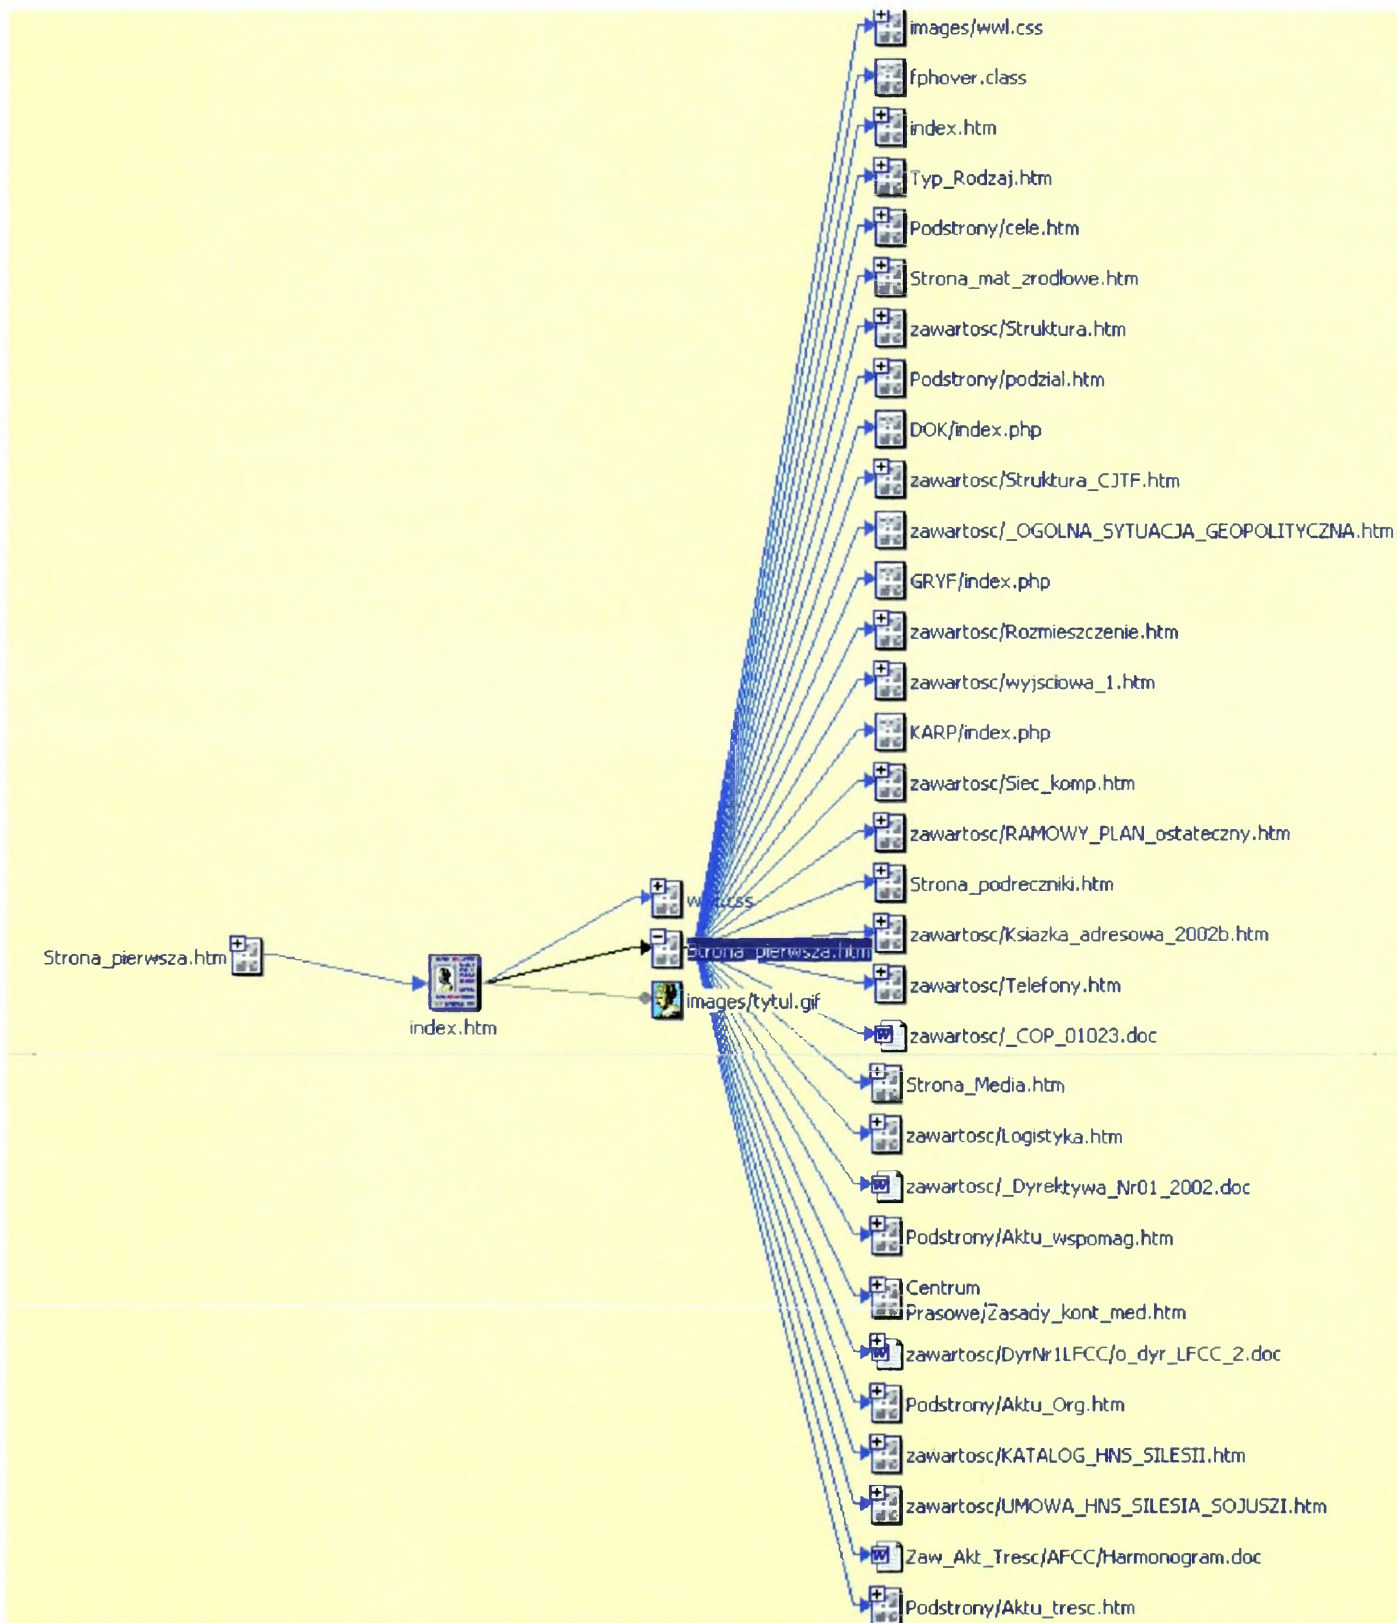 Strona_pierwsza.htm
index.htm
Strona_pierwsza.htm
images/tytul.gif
images/wwl.css
fphover.class
index.htm
Typ_Rodzaj.htm
Podstrony/cele.htm
Strona_mat_zrodlowe.htm
zawartosc/Struktura.htm
Podstrony/podzial.htm
DOK/index.php
zawartosc/Struktura_CJTF.htm
zawartosc/_OGOLNA_SYTUACJA_GEOPOLITYCZNA.htm
GRYF/index.php
zawartosc/Rozmieszczenie.htm
zawartosc/wyjsciowa_1.htm
KARP/index.php
zawartosc/Siec_komp.htm
zawartosc/RAMOWY_PLAN_ostateczny.htm
Strona_podreczniki.htm
zawartosc/Ksiazka_adresowa_2002b.htm
zawartosc/Telefony.htm
zawartosc/_COP_01023.doc
Strona_Media.htm
zawartosc/Logistyka.htm
zawartosc/_Dyrektywa_Nr01_2002.doc
Podstrony/Aktu_wspomag.htm
Centrum
Prasowe/Zasady_kont_med.htm
zawartosc/DyrNr1LFCC/o_dyr_LFCC_2.doc
Podstrony/Aktu_Org.htm
zawartosc/KATALOG_HNS_SILESII.htm
zawartosc/UMOWA_HNS_SILESIA_SOJUSZI.htm
Zaw_Akt_Tresc/AFCC/Harmonogram.doc
Podstrony/Aktu_tresc.htm